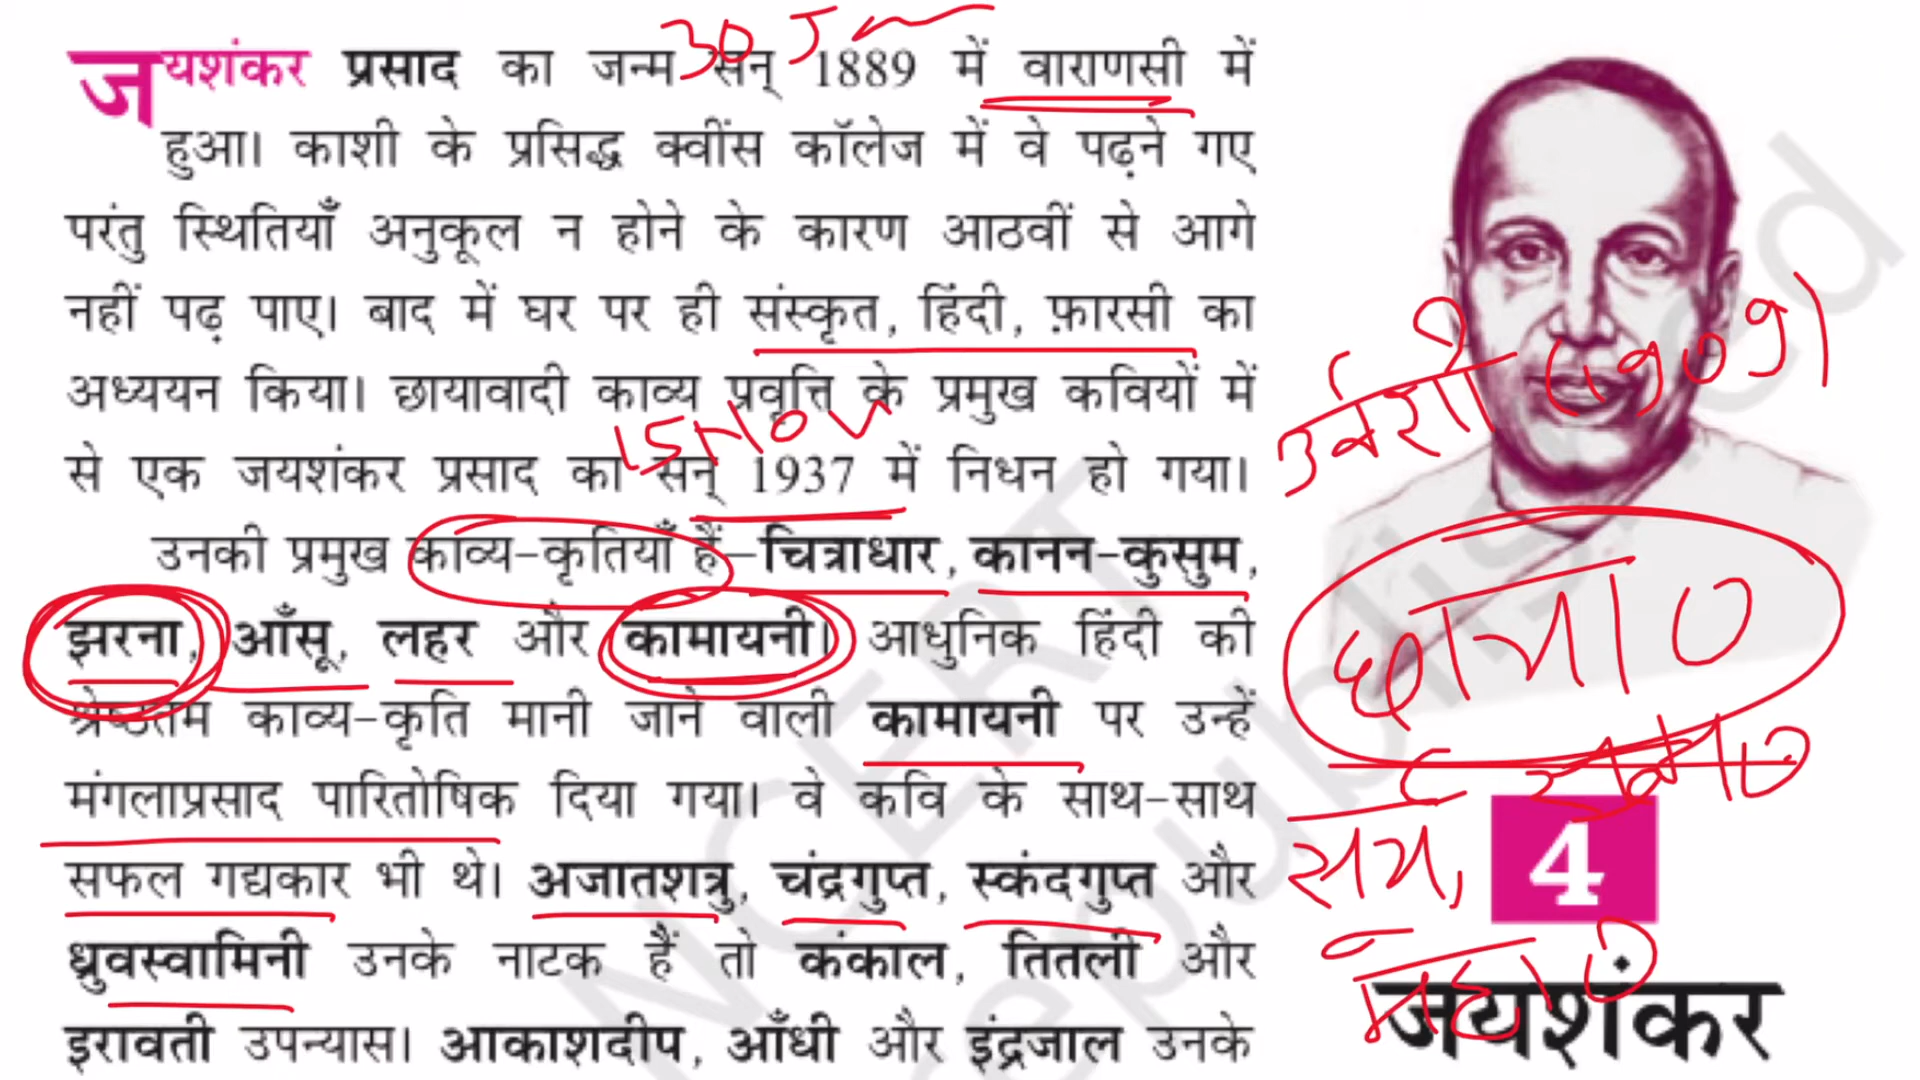 30 J
जयशंकर प्रसाद का जन्म सन् 1889 में वाराणसी में
हुआ। काशी के प्रसिद्ध क्वींस कॉलेज में वे पढ़ने गए
परंतु स्थितियाँ अनुकूल न होने के कारण आठवीं से आगे
नहीं पढ़ पाए। बाद में घर पर ही संस्कृत, हिंदी, फ़ारसी का
अध्ययन किया। छायावादी काव्य प्रवृत्ति के प्रमुख कवियों में
15 Nov
से एक जयशंकर प्रसाद का सन् 1937 में निधन हो गया।
उनकी प्रमुख काव्य-कृतियाँ हैं–चित्राधार, कानन-कुसुम,
झरना, आँसू, लहर और कामायनी। आधुनिक हिंदी की
श्रेष्ठतम काव्य-कृति मानी जाने वाली कामायनी पर उन्हें
मंगलाप्रसाद पारितोषिक दिया गया। वे कवि के साथ-साथ
सफल गद्यकार भी थे। अजातशत्रु, चंद्रगुप्त, स्कंदगुप्त और
ध्रुवस्वामिनी उनके नाटक हैं तो कंकाल, तितली और
इरावती उपन्यास। आकाशदीप, आँधी और इंद्रजाल उनके
उर्वशी (1909)
छाया०
4
जयशंकर